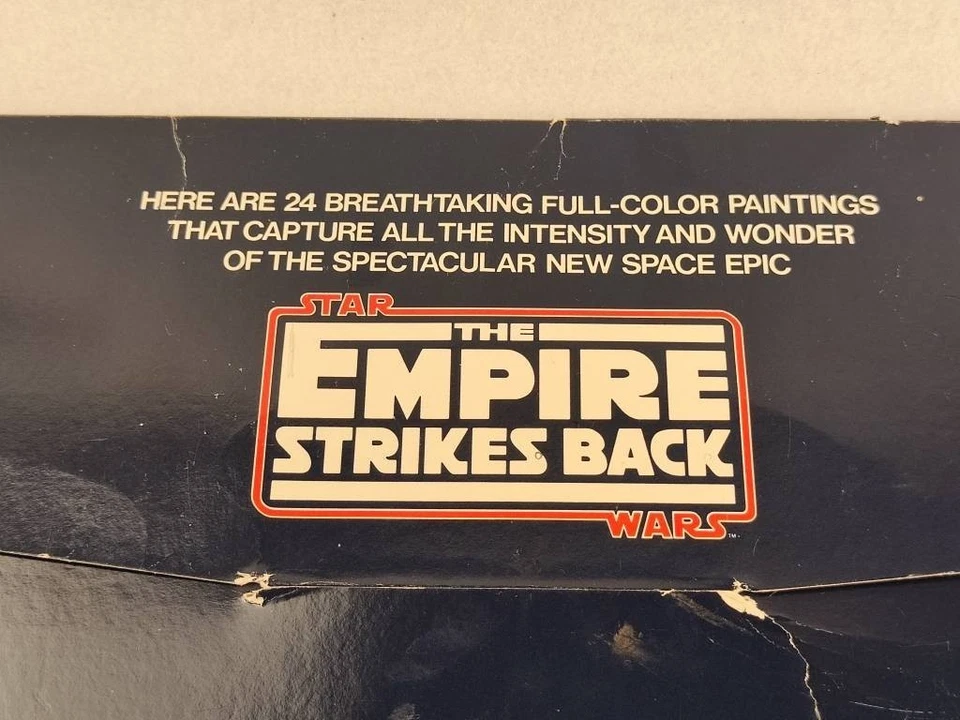 HERE ARE 24 BREATHTAKING FULL-COLOR PAINTINGS
THAT CAPTURE ALL THE INTENSITY AND WONDER
OF THE SPECTACULAR NEW SPACE EPIC
STAR
THE
EMPIRE
STRIKES BACK
WARS
TM